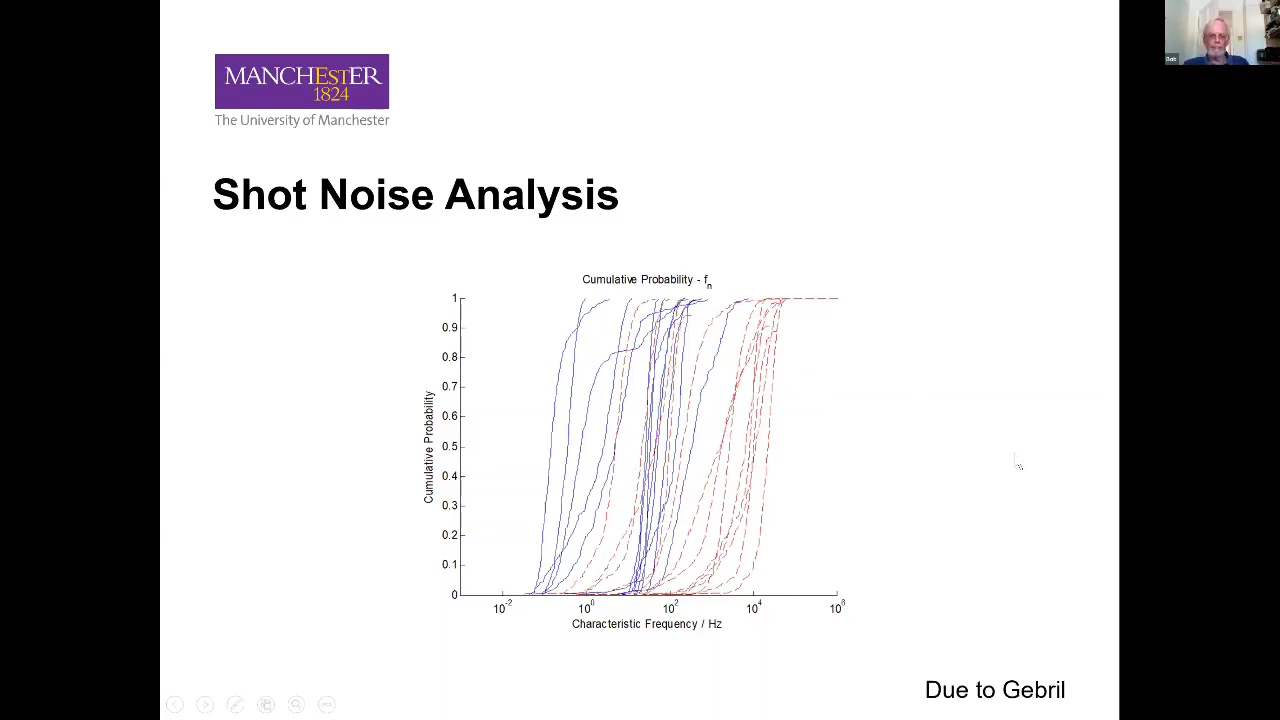 MANCHESTER
1824
The University of Manchester
Bob
Shot Noise Analysis
Cumulative Probability - fn
1
0.9
0.8
0.7
0.6
0.5
0.4
0.3
0.2
0.1
0
Cumulative Probability
10-2
100
102
104
106
Characteristic Frequency / Hz
Due to Gebril